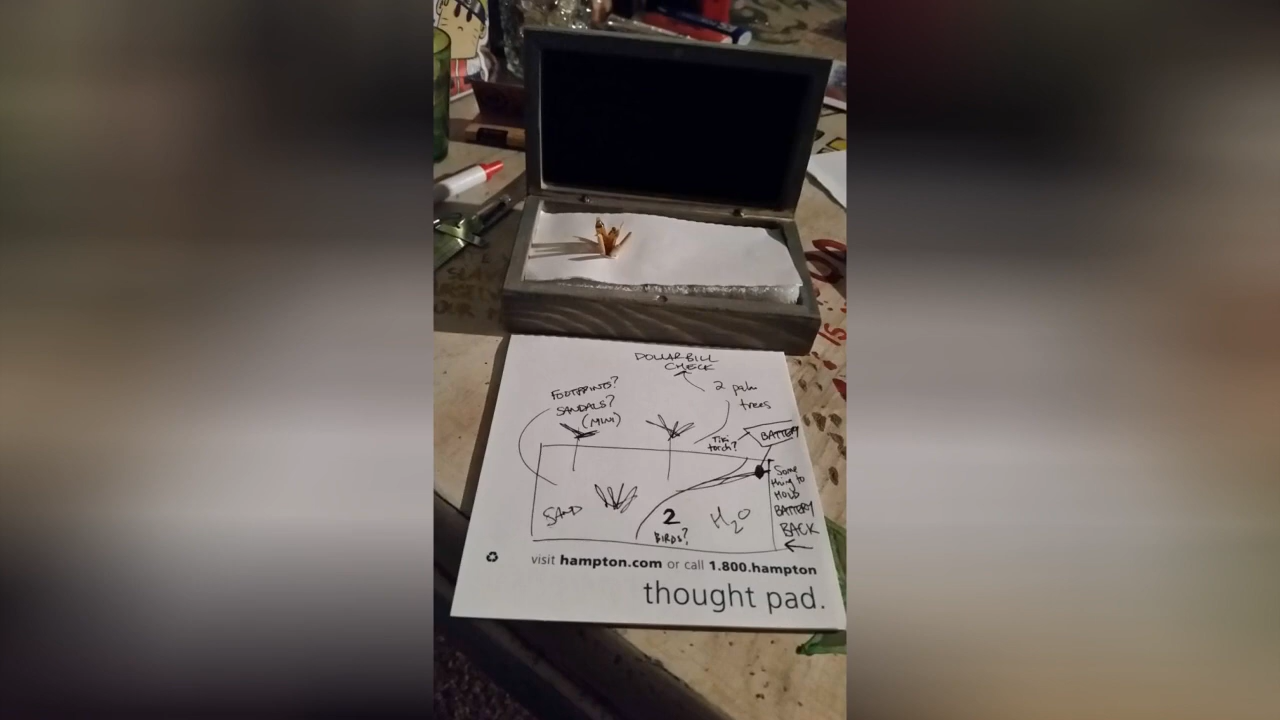 DOLLAR BILL
CHECK
2 palm
trees
FOOTPRINTS?
SANDALS?
(MINI)
Tiki
torch?
BATTERY
Some
thing to
HOLD
BATTERY
BACK
SAND
2
BIRDS?
H2O
visit hampton.com or call 1.800.hampton
thought pad.